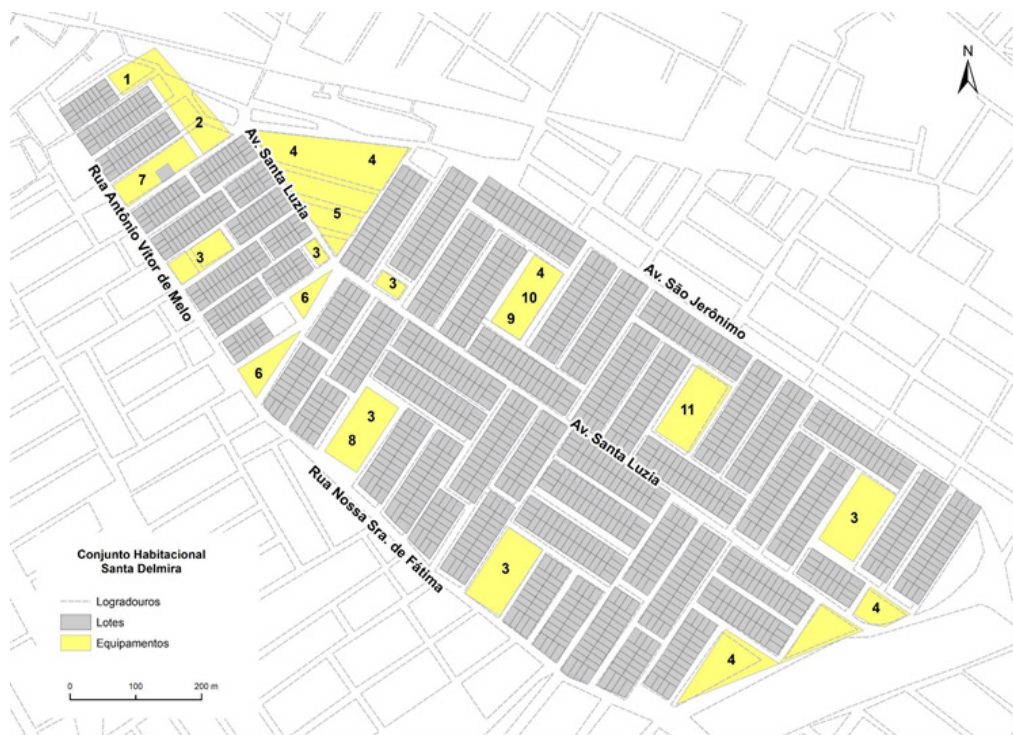 N
1
2
Av. Santa Luzia
4
4
7
5
Rua Antônio Vitor de Melo
3
3
3
6
4
10
9
Av. São Jerônimo
6
3
8
11
Av. Santa Luzia
Rua Nossa Sra. de Fátima
3
3
4
4
Conjunto Habitacional
Santa Delmira
Logradouros
Lotes
Equipamentos
0 100 200 m